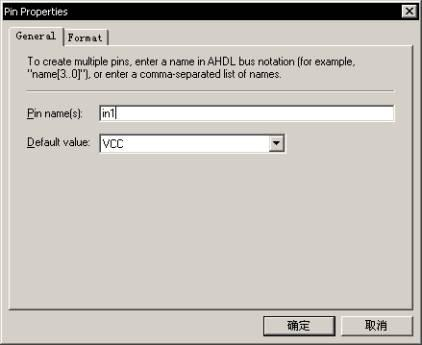 Pin Properties
General Format
To create multiple pins, enter a name in AHDL bus notation (for example,
"name[3..0]"), or enter a comma-separated list of names.
Pin name(s): in1
Default value: VCC
确定 取消